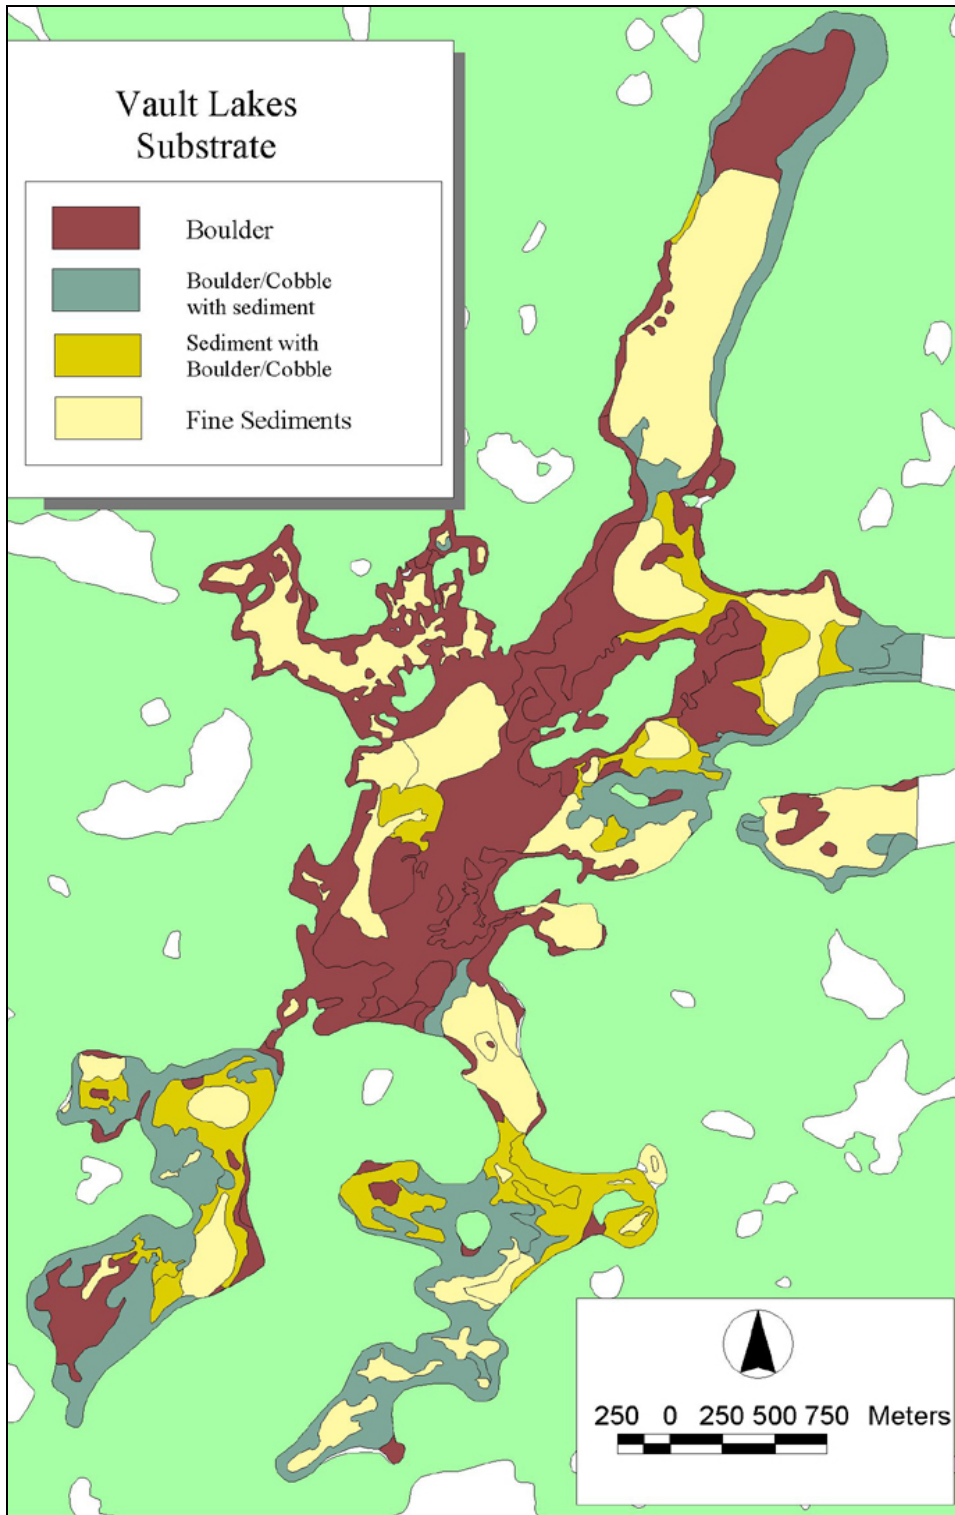 Vault Lakes
Substrate
Boulder
Boulder/Cobble
with sediment
Sediment with
Boulder/Cobble
Fine Sediments
250 0 250 500 750 Meters